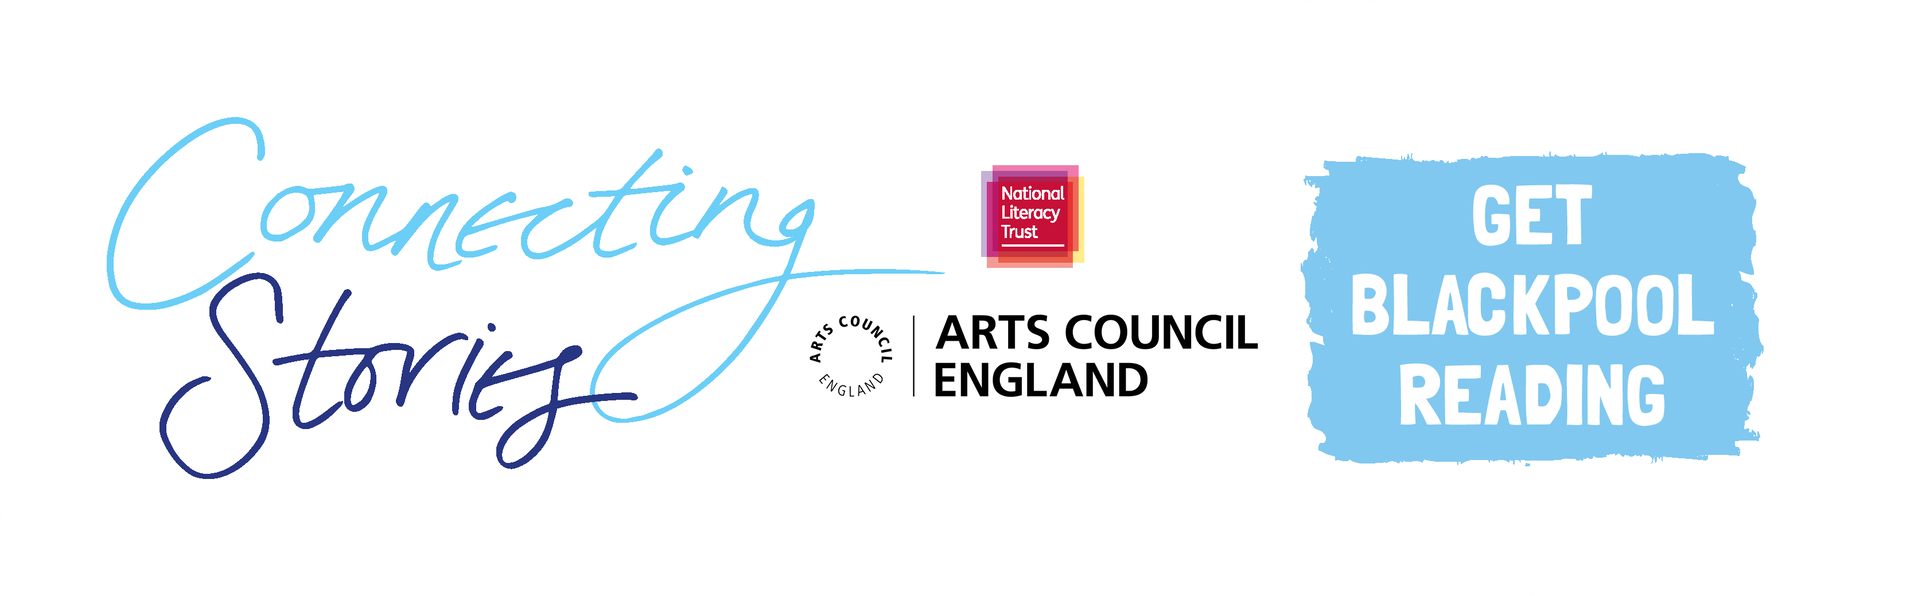 Connecting
Stories
National
Literacy
Trust
ARTS COUNCIL
ENGLAND
ARTS COUNCIL
ENGLAND
GET
BLACKPOOL
READING